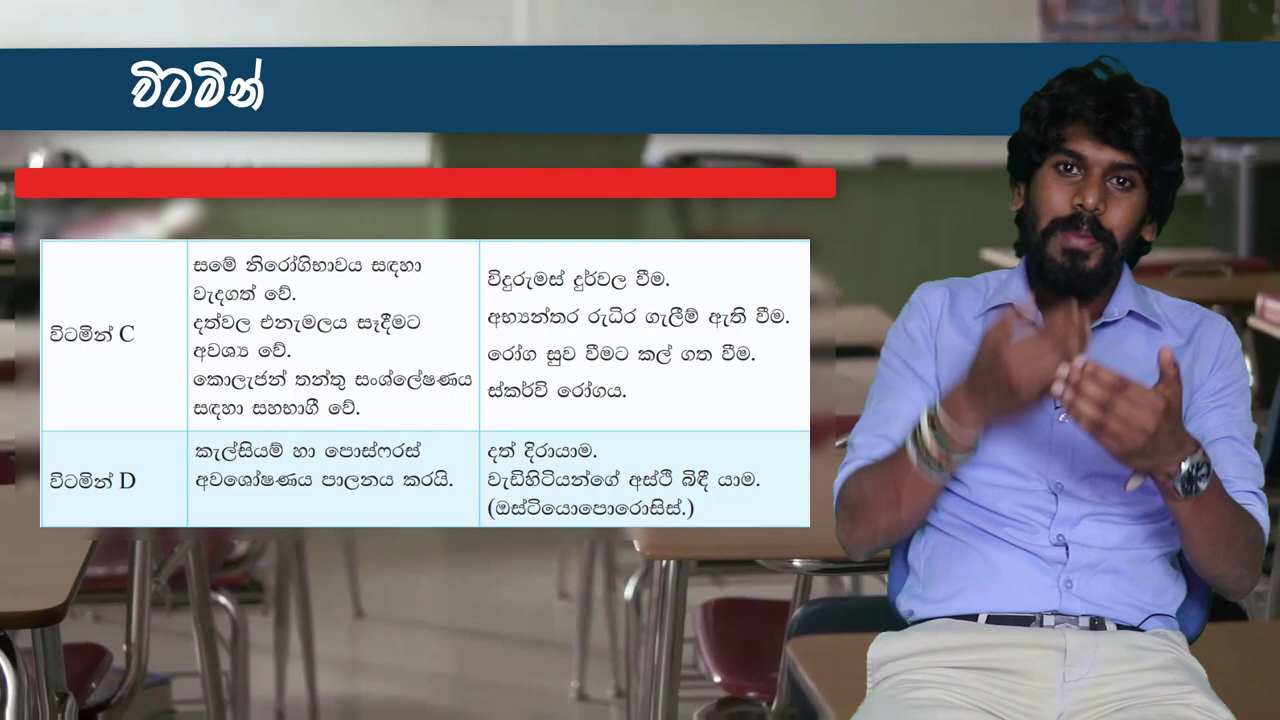 විටමින්
විටමින් C
සමේ නිරෝගිභාවය සඳහා
වැදගත් වේ.
දත්වල එනැමලය සෑදීමට
අවශ්‍ය වේ.
කොලැජන් තන්තු සංශ්ලේෂණය
සඳහා සහභාගී වේ.
විදුරුමස් දුර්වල වීම.
අභ්‍යන්තර රුධිර ගැලීම් ඇති වීම.
රෝග සුව වීමට කල් ගත වීම.
ස්කර්වි රෝගය.
විටමින් D
කැල්සියම් හා පොස්ෆරස්
අවශෝෂණය පාලනය කරයි.
දත් දිරායාම.
වැඩිහිටියන්ගේ අස්ථි බිඳී යාම.
(ඔස්ටියොපොරොසිස්.)